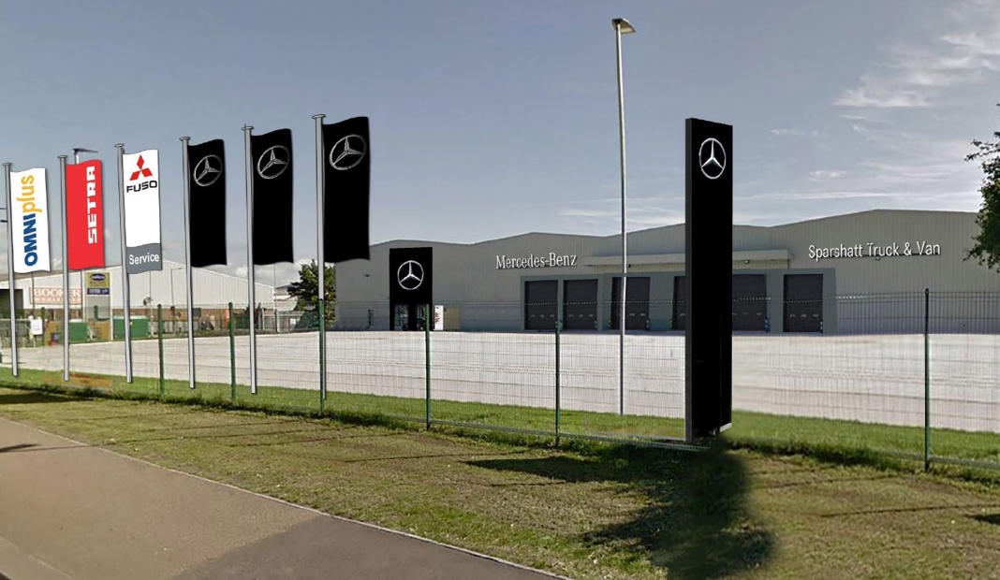 OMNIplus
SETRA
FUSO
Service
Mercedes-Benz
Sparshatt Truck & Van
BOOKER